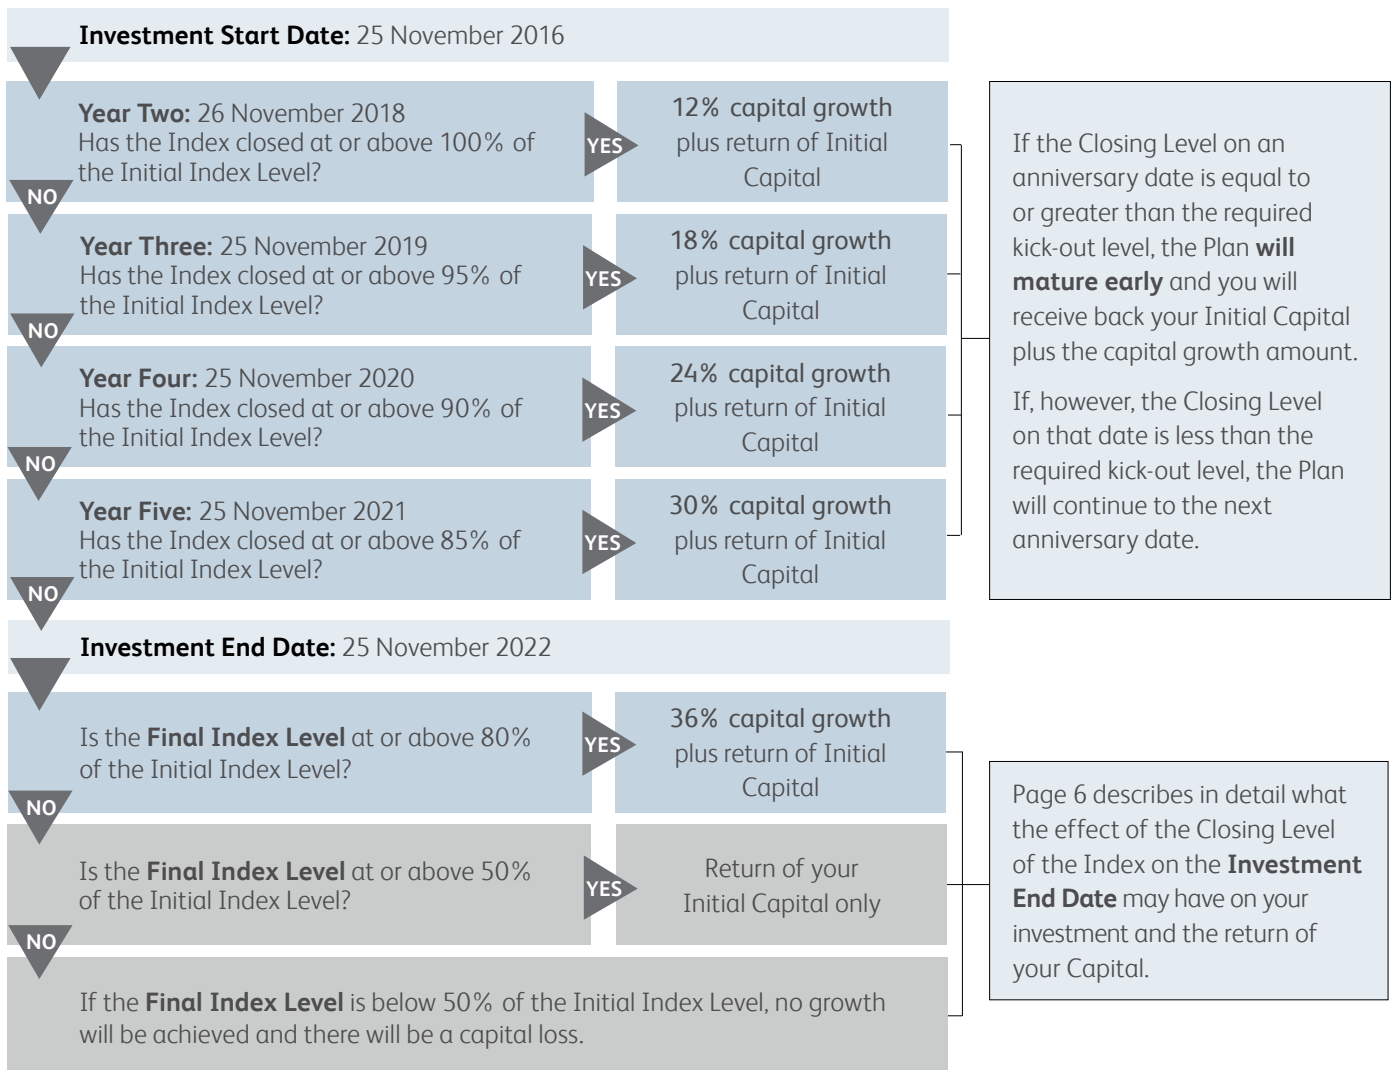 Investment Start Date: 25 November 2016
Year Two: 26 November 2018
Has the Index closed at or above 100% of
the Initial Index Level?
YES
12% capital growth
plus return of Initial
Capital
NO
Year Three: 25 November 2019
Has the Index closed at or above 95% of
the Initial Index Level?
YES
18% capital growth
plus return of Initial
Capital
NO
Year Four: 25 November 2020
Has the Index closed at or above 90% of
the Initial Index Level?
YES
24% capital growth
plus return of Initial
Capital
NO
Year Five: 25 November 2021
Has the Index closed at or above 85% of
the Initial Index Level?
YES
30% capital growth
plus return of Initial
Capital
NO
If the Closing Level on an
anniversary date is equal to
or greater than the required
kick-out level, the Plan will
mature early and you will
receive back your Initial Capital
plus the capital growth amount.
If, however, the Closing Level
on that date is less than the
required kick-out level, the Plan
will continue to the next
anniversary date.
Investment End Date: 25 November 2022
Is the Final Index Level at or above 80%
of the Initial Index Level?
YES
36% capital growth
plus return of Initial
Capital
NO
Is the Final Index Level at or above 50%
of the Initial Index Level?
YES
Return of your
Initial Capital only
NO
If the Final Index Level is below 50% of the Initial Index Level, no growth
will be achieved and there will be a capital loss.
Page 6 describes in detail what
the effect of the Closing Level
of the Index on the Investment
End Date may have on your
investment and the return of
your Capital.